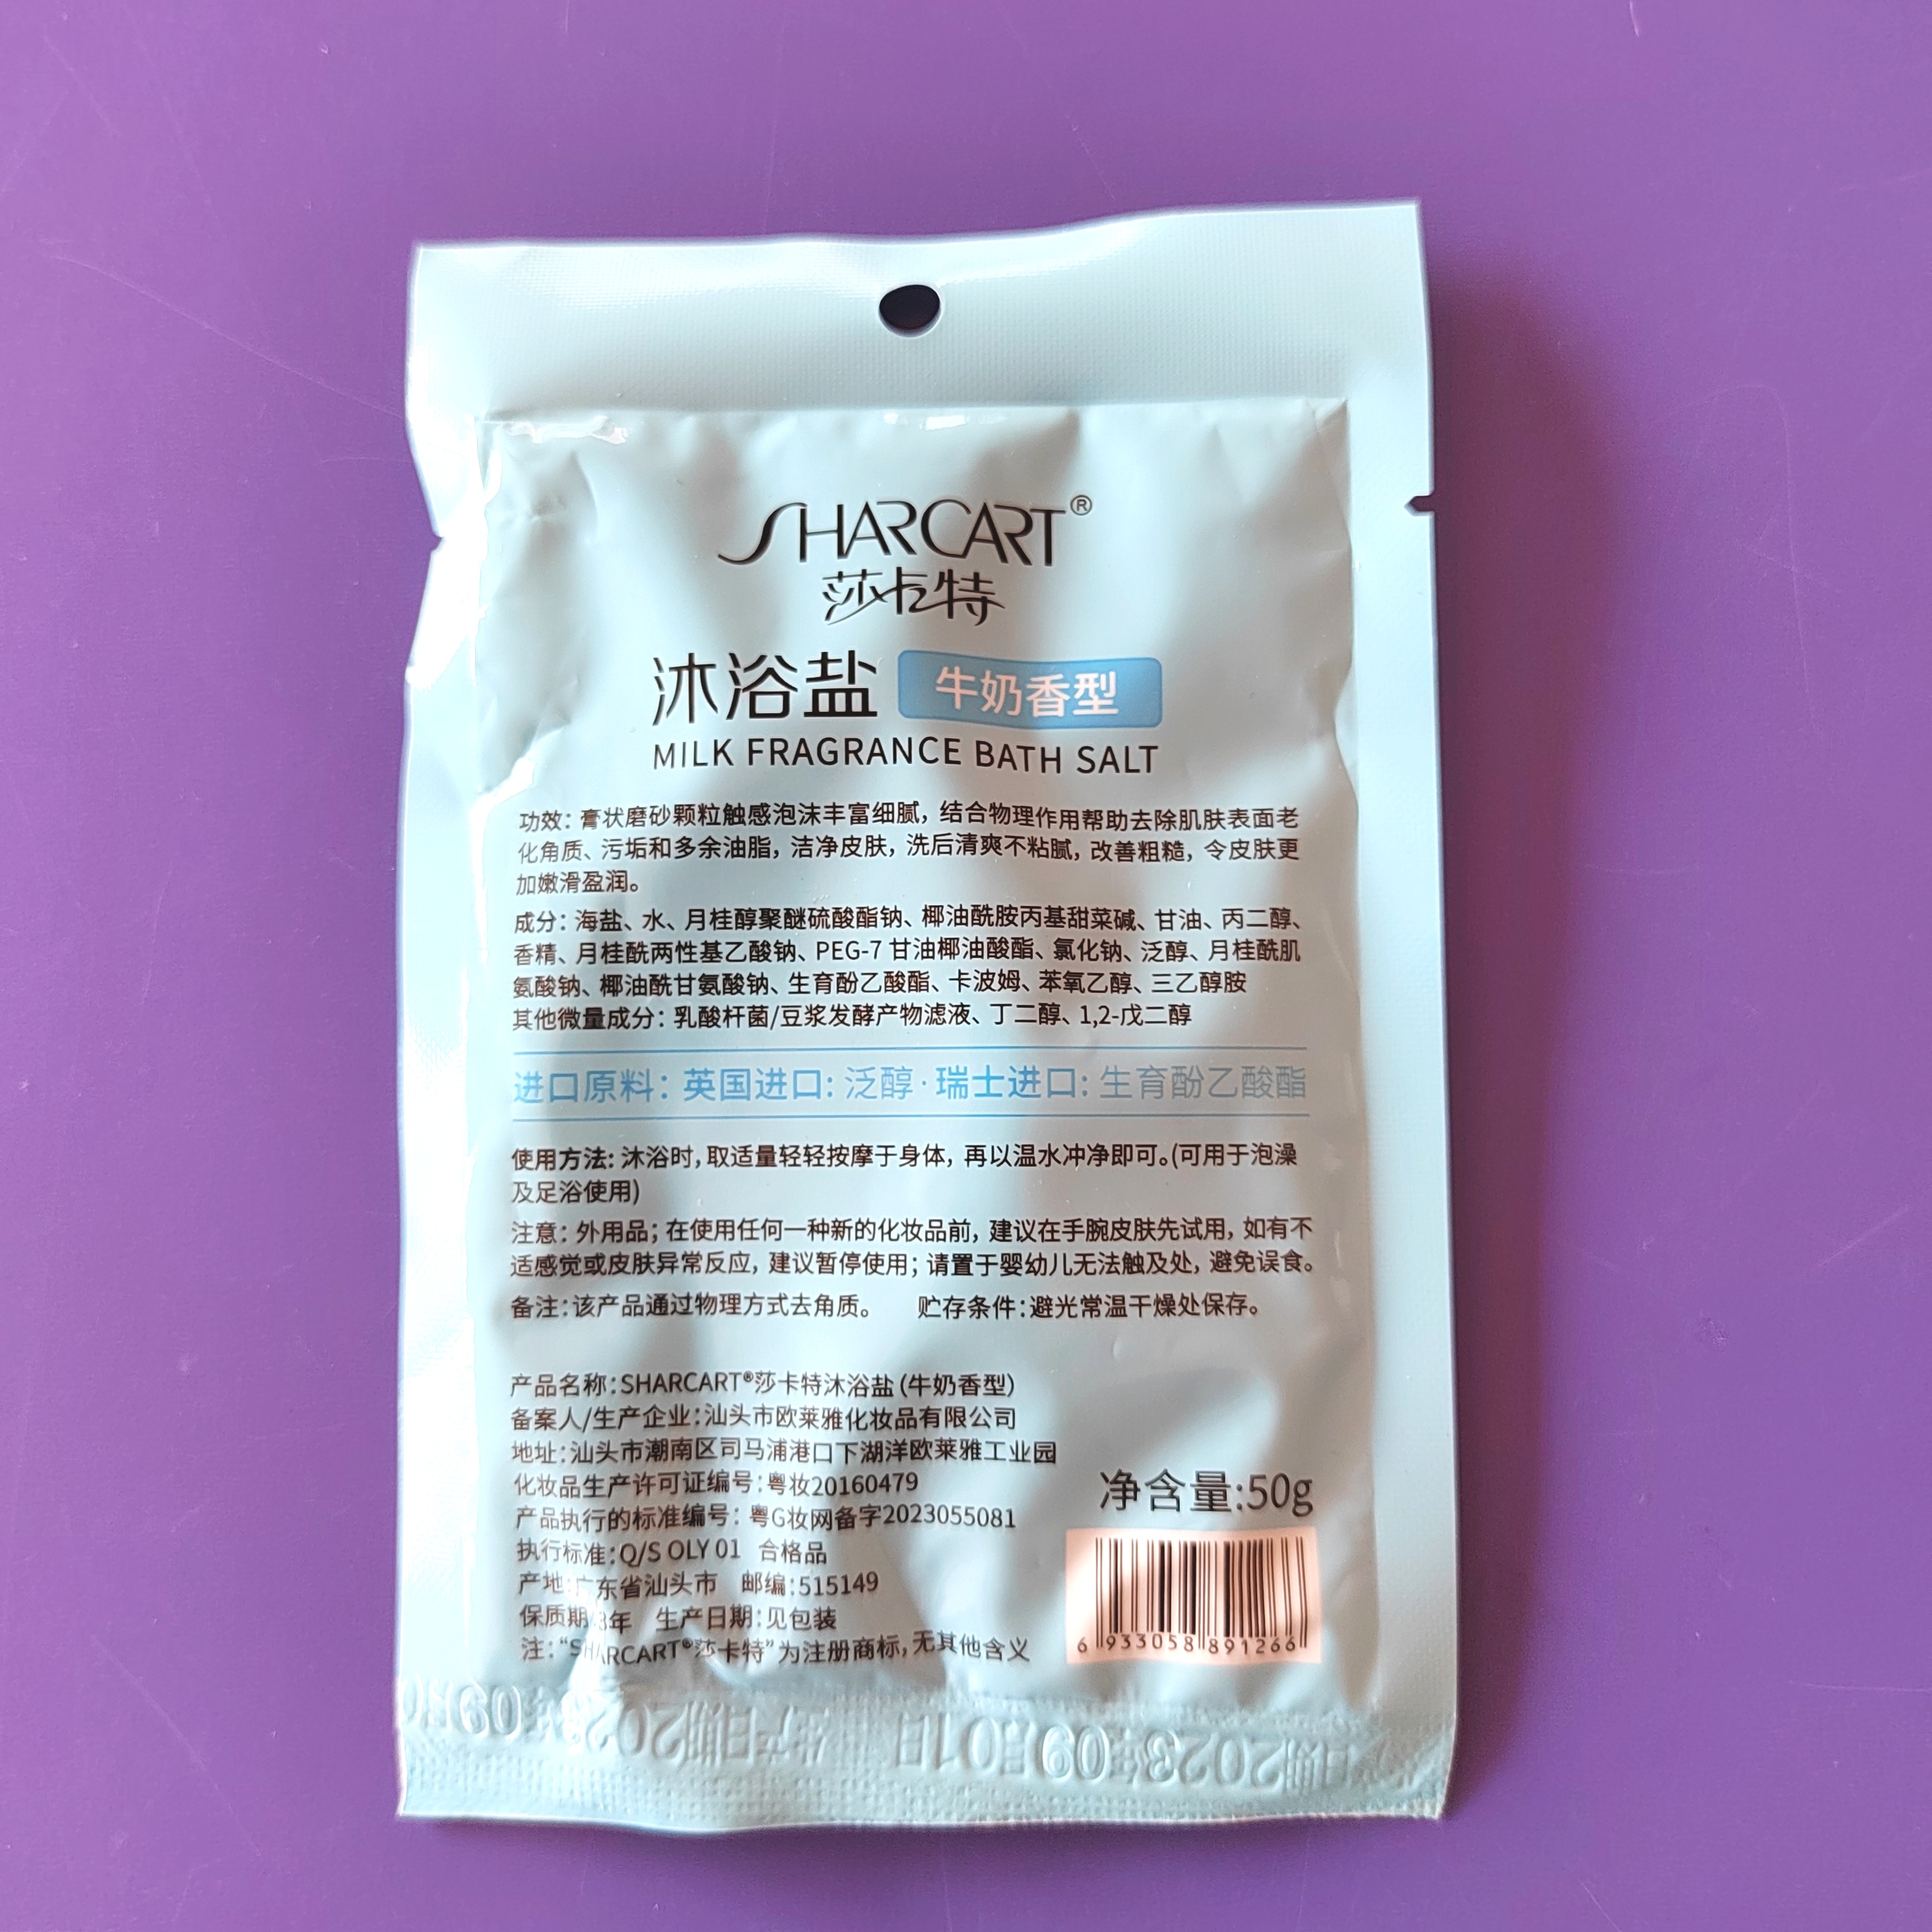 SHARCART®
莎卡特
沐浴盐 牛奶香型
MILK FRAGRANCE BATH SALT
功效：膏状磨砂颗粒触感泡沫丰富细腻，结合物理作用帮助去除肌肤表面老
化角质、污垢和多余油脂，洁净皮肤，洗后清爽不粘腻，改善粗糙，令皮肤更
加嫩滑盈润。
成分：海盐、水、月桂醇聚醚硫酸酯钠、椰油酰胺丙基甜菜碱、甘油、丙二醇、
香精、月桂酰两性基乙酸钠、PEG-7 甘油椰油酸酯、氯化钠、泛醇、月桂酰肌
氨酸钠、椰油酰甘氨酸钠、生育酚乙酸酯、卡波姆、苯氧乙醇、三乙醇胺
其他微量成分：乳酸杆菌/豆浆发酵产物滤液、丁二醇、1,2-戊二醇
进口原料：英国进口：泛醇·瑞士进口：生育酚乙酸酯
使用方法：沐浴时，取适量轻轻按摩于身体，再以温水冲净即可。(可用于泡澡
及足浴使用)
注意：外用品；在使用任何一种新的化妆品前，建议在手腕皮肤先试用，如有不
适感觉或皮肤异常反应，建议暂停使用；请置于婴幼儿无法触及处，避免误食。
备注：该产品通过物理方式去角质。 贮存条件：避光常温干燥处保存。
产品名称：SHARCART®莎卡特沐浴盐(牛奶香型)
备案人/生产企业：汕头市欧莱雅化妆品有限公司
地址：汕头市潮南区司马浦港口下湖洋欧莱雅工业园
化妆品生产许可证编号：粤妆20160479
产品执行的标准编号：粤G妆网备字2023055081
执行标准：Q/S OLY 01 合格品
产地：广东省汕头市 邮编：515149
保质期：3年 生产日期：见包装
注：“SHARCART®莎卡特”为注册商标，无其他含义
净含量:50g
6 933058 891266
日期2023年09月01日 生产日期202 年09月0